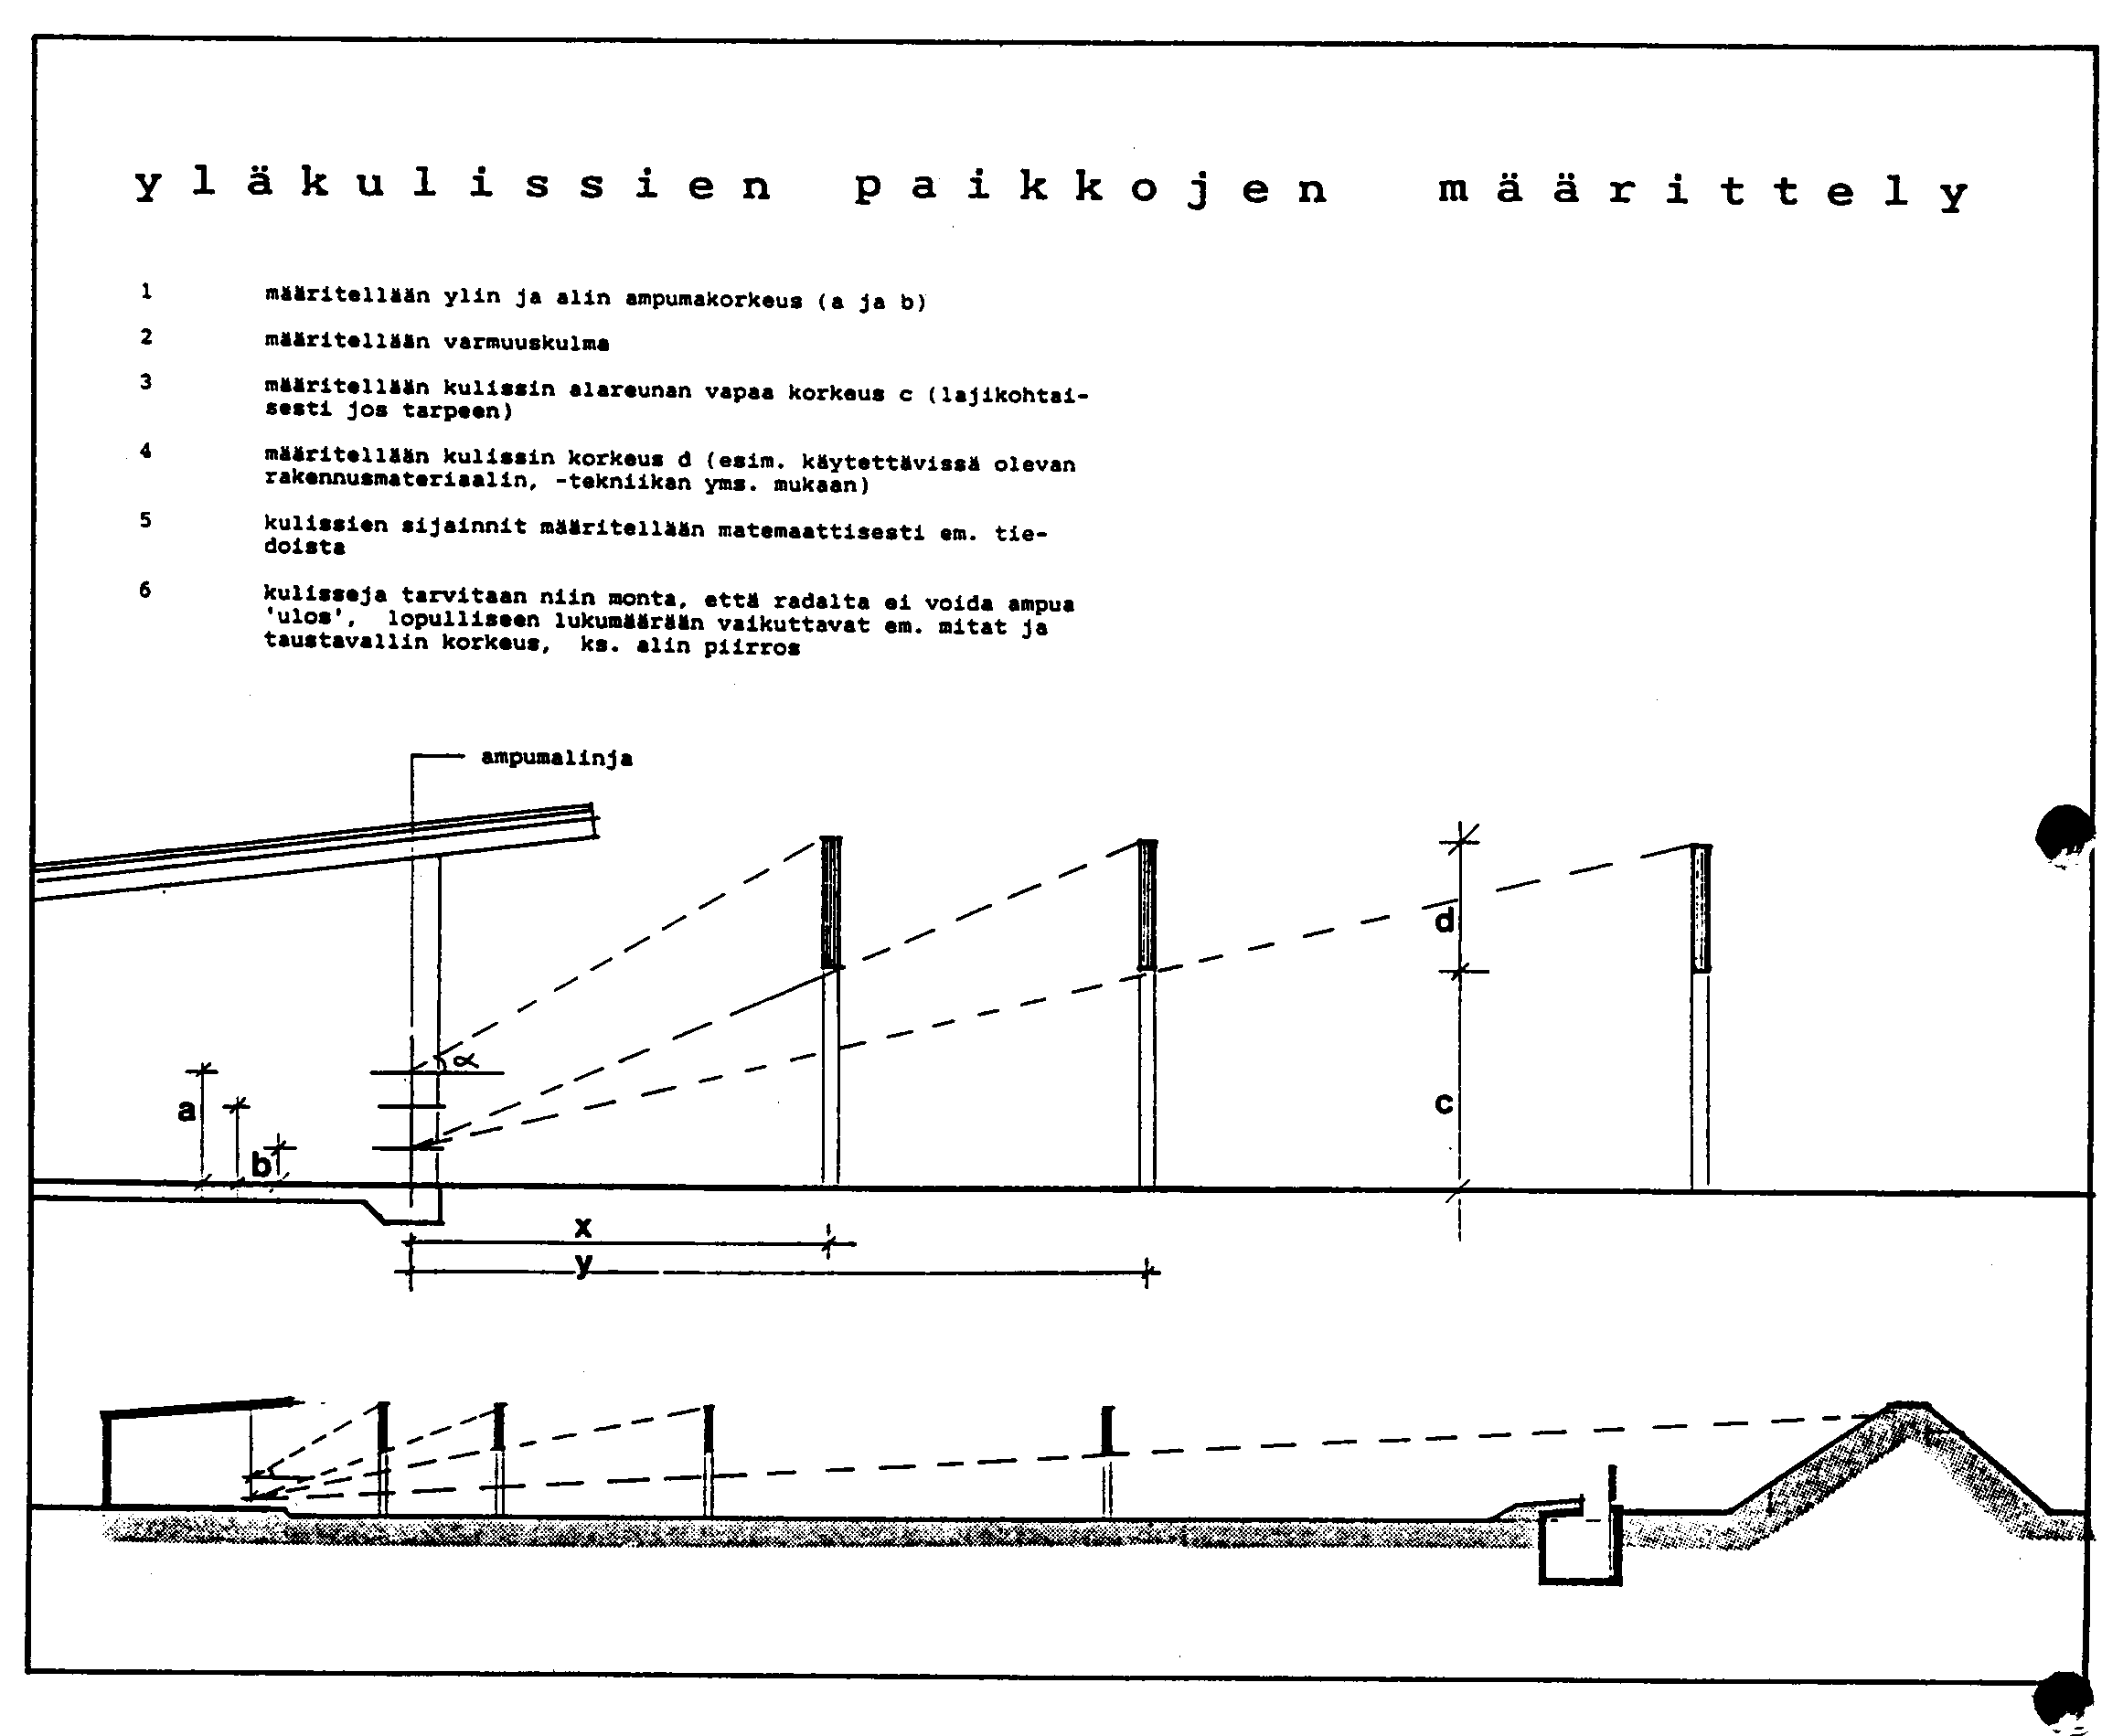 yläkulissien paikkojen määrittely
1 määritellään ylin ja alin ampumakorkeus (a ja b)
2 määritellään varmuuskulma
3 määritellään kulissin alareunan vapaa korkeus c (lajikohtai-
sesti jos tarpeen)
4 määritellään kulissin korkeus d (esim. käytettävissä olevan
rakennusmateriaalin, -tekniikan yms. mukaan)
5 kulissien sijainnit määritellään matemaattisesti em. tie-
doista
6 kulisseja tarvitaan niin monta, että radalta ei voida ampua
'ulos', lopulliseen lukumäärään vaikuttavat em. mitat ja
taustavallin korkeus, ks. alin piirros
ampumalinja
d
α
a
c
b
x
y